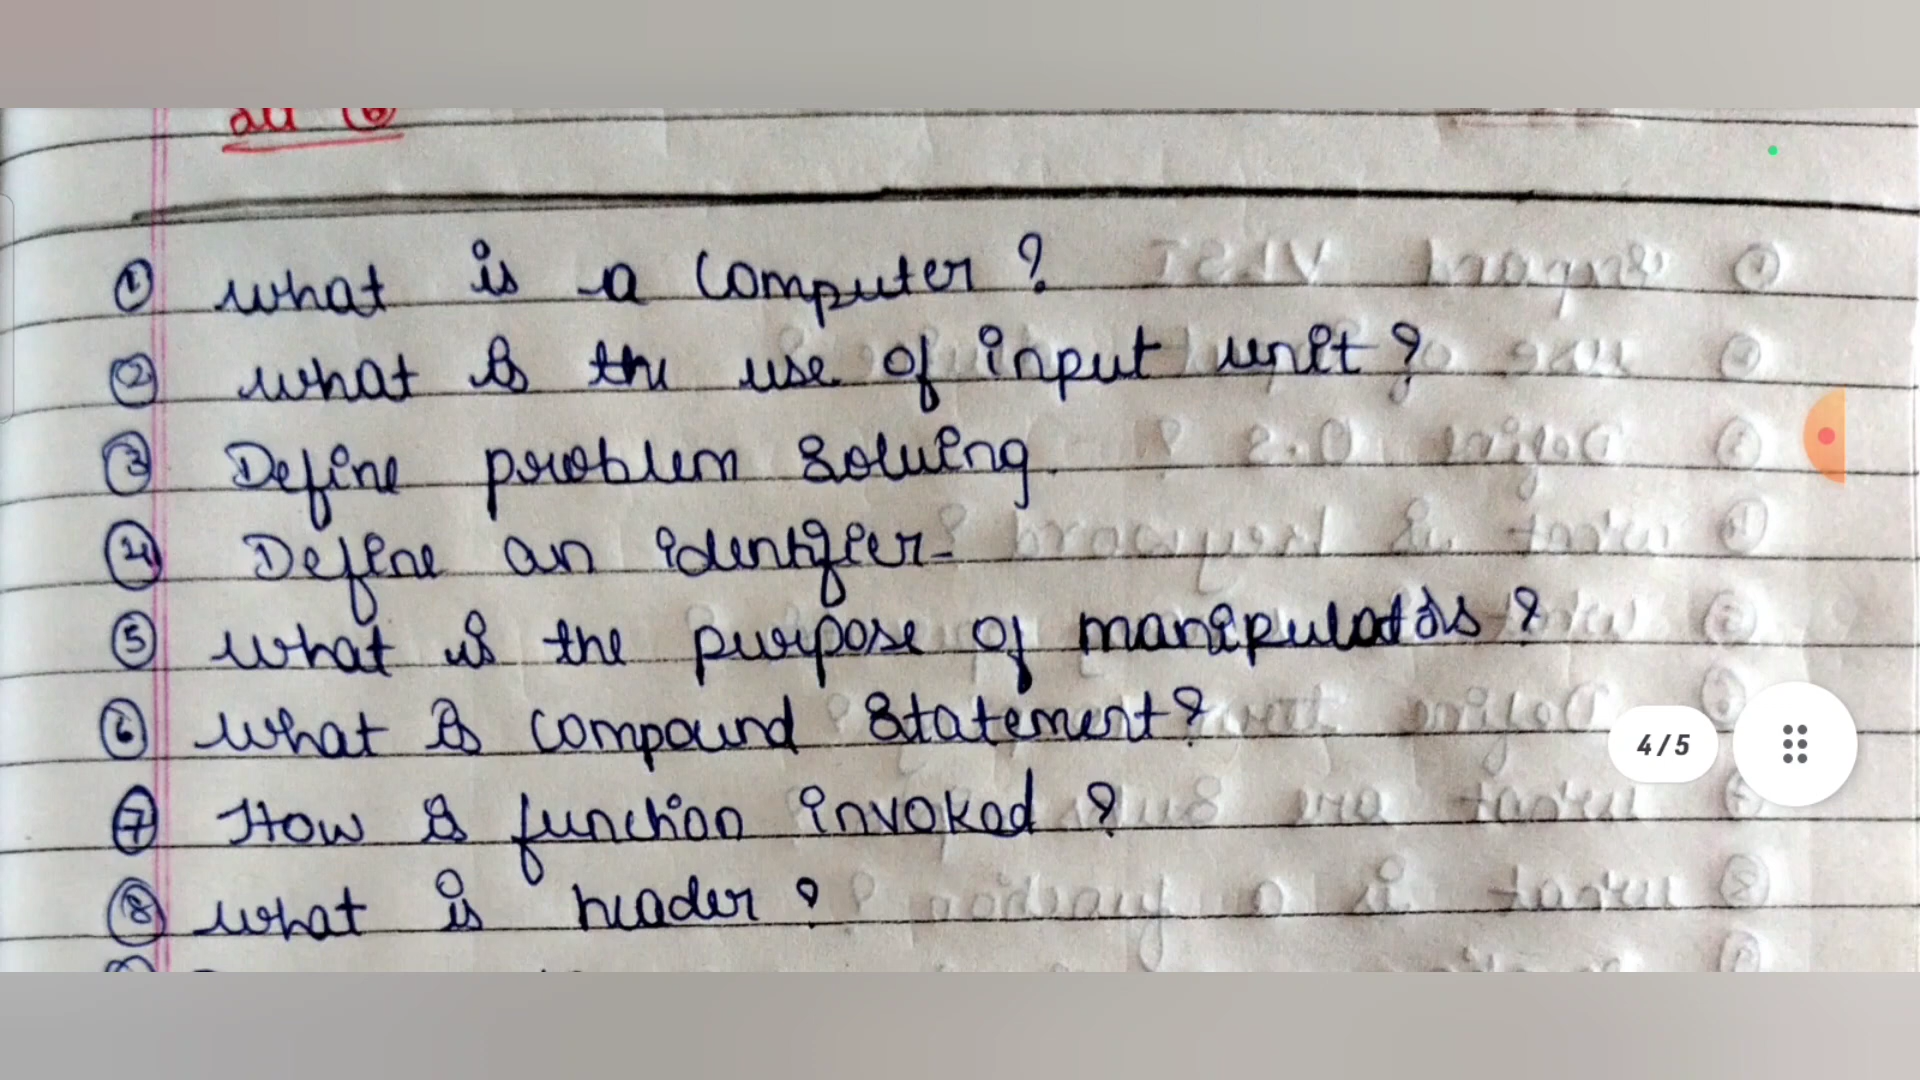 ① what is a Computer?
② what is the use of input unit?
③ Define problem solving.
④ Define an identifier.
⑤ what is the purpose of manipulators?
⑥ what is compound statement?
⑦ How is function invoked?
⑧ what is header?
4/5